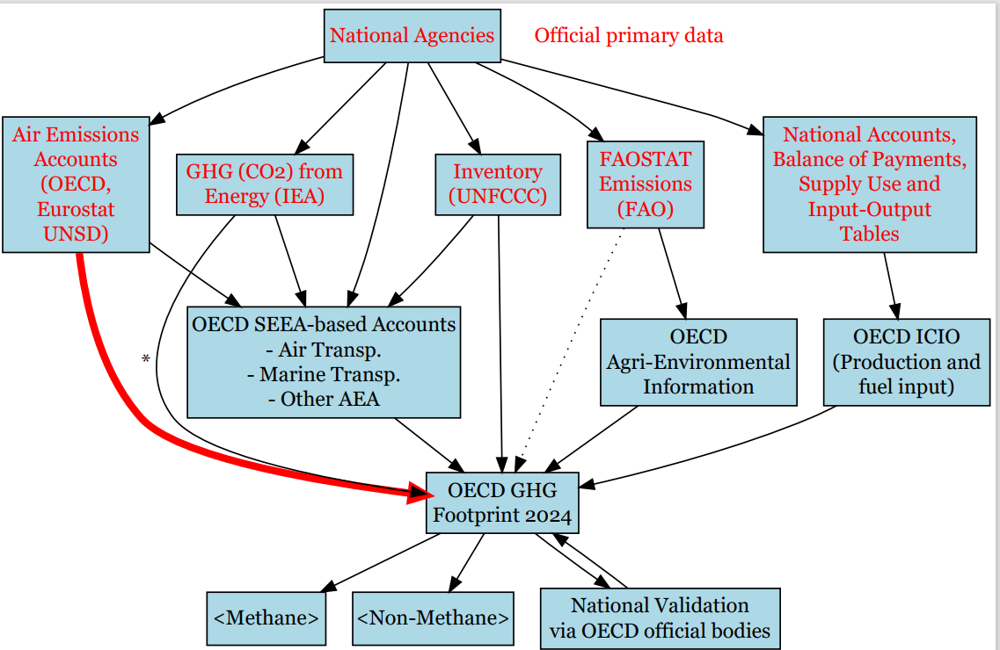 National Agencies
Official primary data
Air Emissions
Accounts
(OECD,
Eurostat
UNSD)
GHG (CO2) from
Energy (IEA)
Inventory
(UNFCCC)
FAOSTAT
Emissions
(FAO)
National Accounts,
Balance of Payments,
Supply Use and
Input-Output
Tables
*
OECD SEEA-based Accounts
- Air Transp.
- Marine Transp.
- Other AEA
OECD
Agri-Environmental
Information
OECD ICIO
(Production and
fuel input)
OECD GHG
Footprint 2024
<Methane>
<Non-Methane>
National Validation
via OECD official bodies